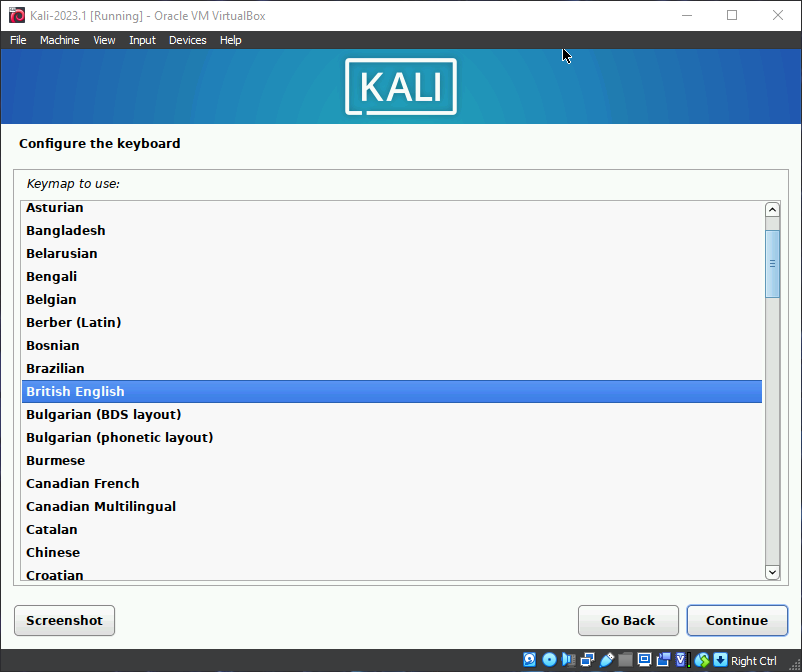 Kali-2023.1 [Running] - Oracle VM VirtualBox
File Machine View Input Devices Help
KALI
Configure the keyboard
Keymap to use:
Asturian
Bangladesh
Belarusian
Bengali
Belgian
Berber (Latin)
Bosnian
Brazilian
British English
Bulgarian (BDS layout)
Bulgarian (phonetic layout)
Burmese
Canadian French
Canadian Multilingual
Catalan
Chinese
Croatian
Screenshot Go Back Continue
Right Ctrl